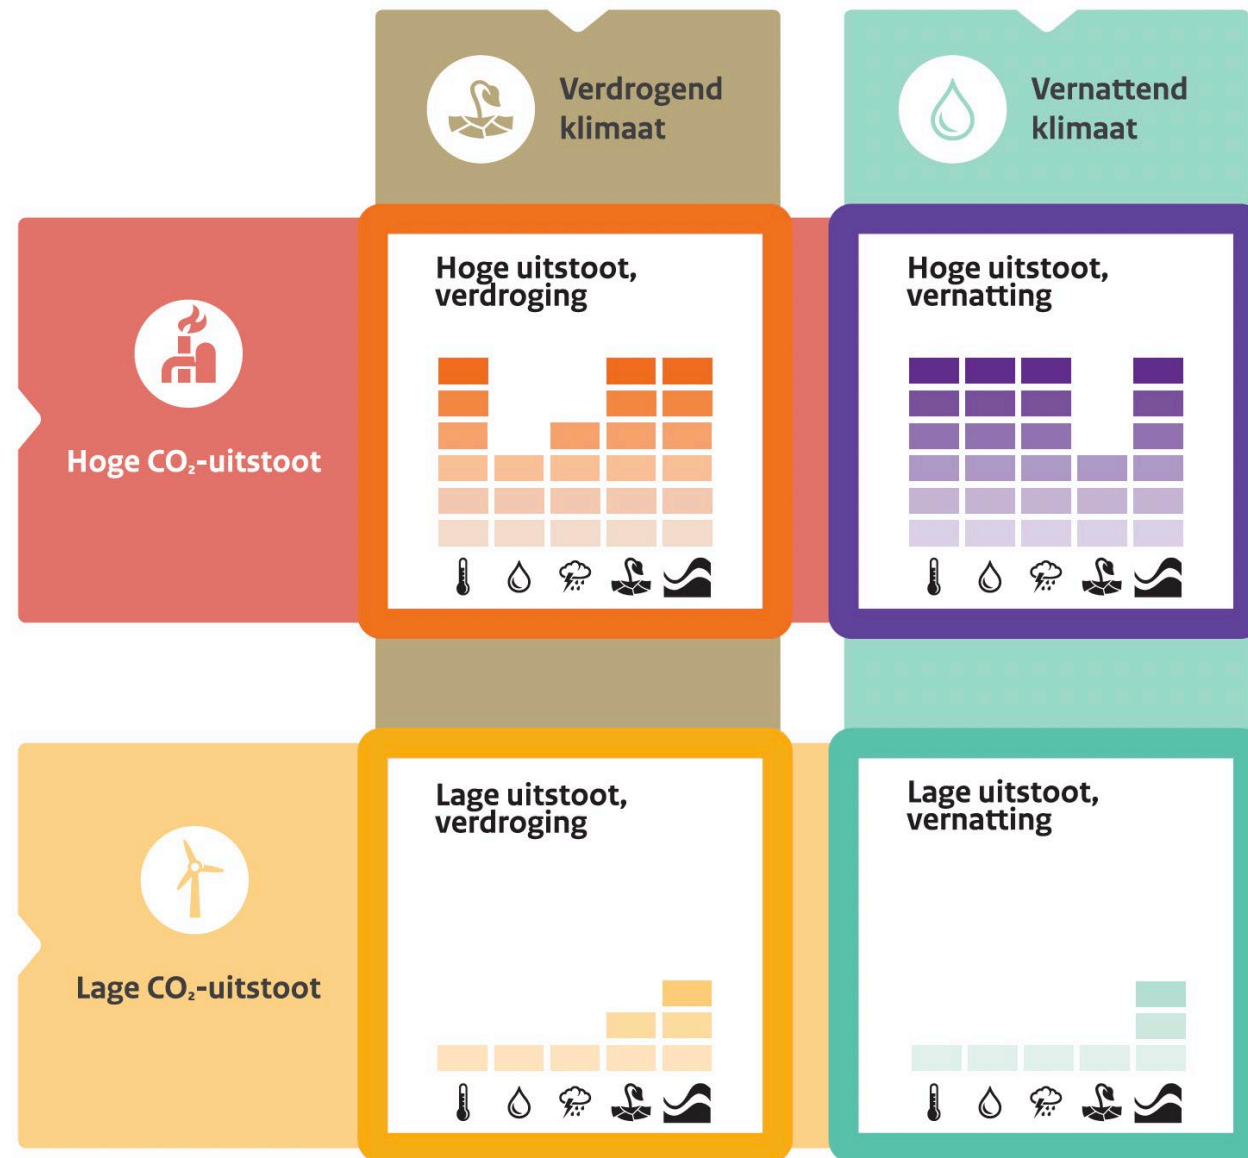 Verdrogend
klimaat
Vernattend
klimaat
Hoge CO₂-uitstoot
Hoge uitstoot,
verdroging
Hoge uitstoot,
vernatting
Lage CO₂-uitstoot
Lage uitstoot,
verdroging
Lage uitstoot,
vernatting